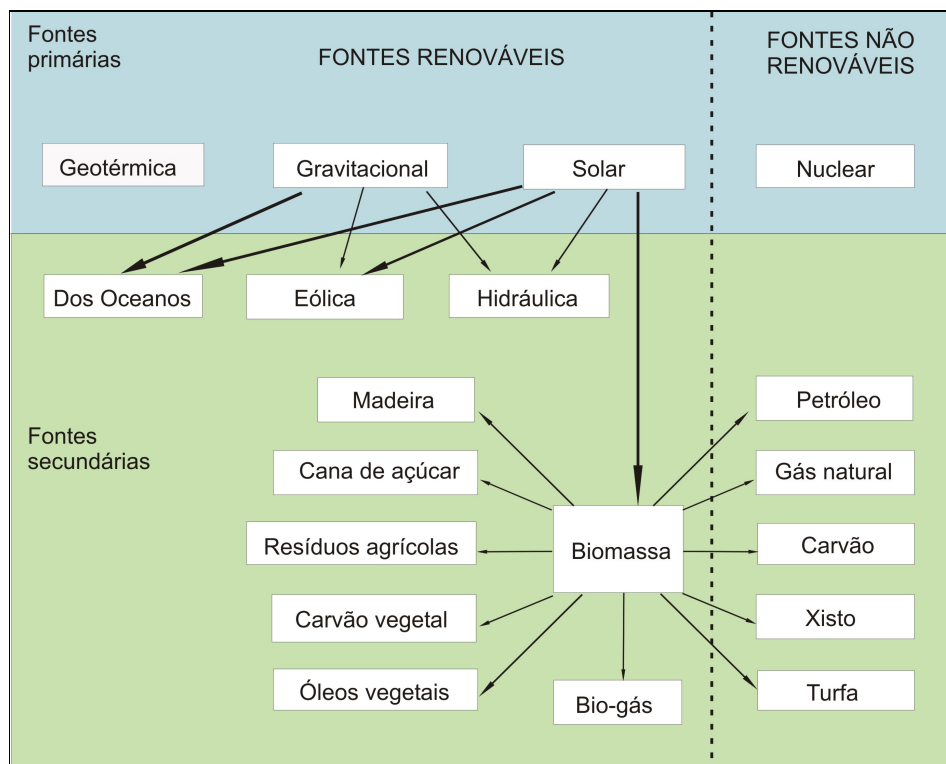 Fontes
primárias
FONTES RENOVÁVEIS
FONTES NÃO
RENOVÁVEIS
Geotérmica
Gravitacional
Solar
Nuclear
Dos Oceanos
Eólica
Hidráulica
Fontes
secundárias
Madeira
Petróleo
Cana de açúcar
Gás natural
Resíduos agrícolas
Biomassa
Carvão
Carvão vegetal
Xisto
Óleos vegetais
Bio-gás
Turfa